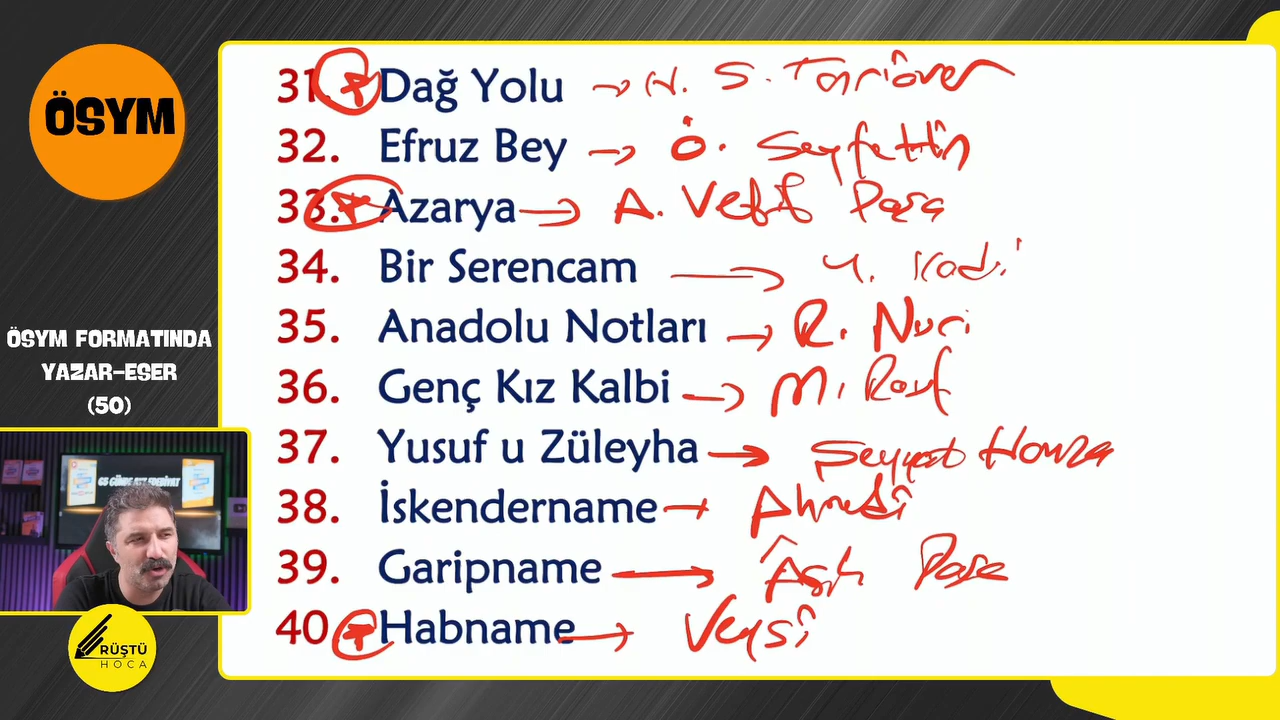 ÖSYM
ÖSYM FORMATINDA
YAZAR-ESER
(50)
RÜŞTÜ
HOCA
31. Dağ Yolu → H. S. Tanrıöver
32. Efruz Bey → Ö. Seyfettin
33. Azarya → A. Vefik Paşa
34. Bir Serencam → Y. Kadri
35. Anadolu Notları → R. Nuri
36. Genç Kız Kalbi → M. Rauf
37. Yusuf u Züleyha → Seyyad Hamza
38. İskendername → Ahmedî
39. Garipname → Âşık Paşa
40. Habname → Veysî